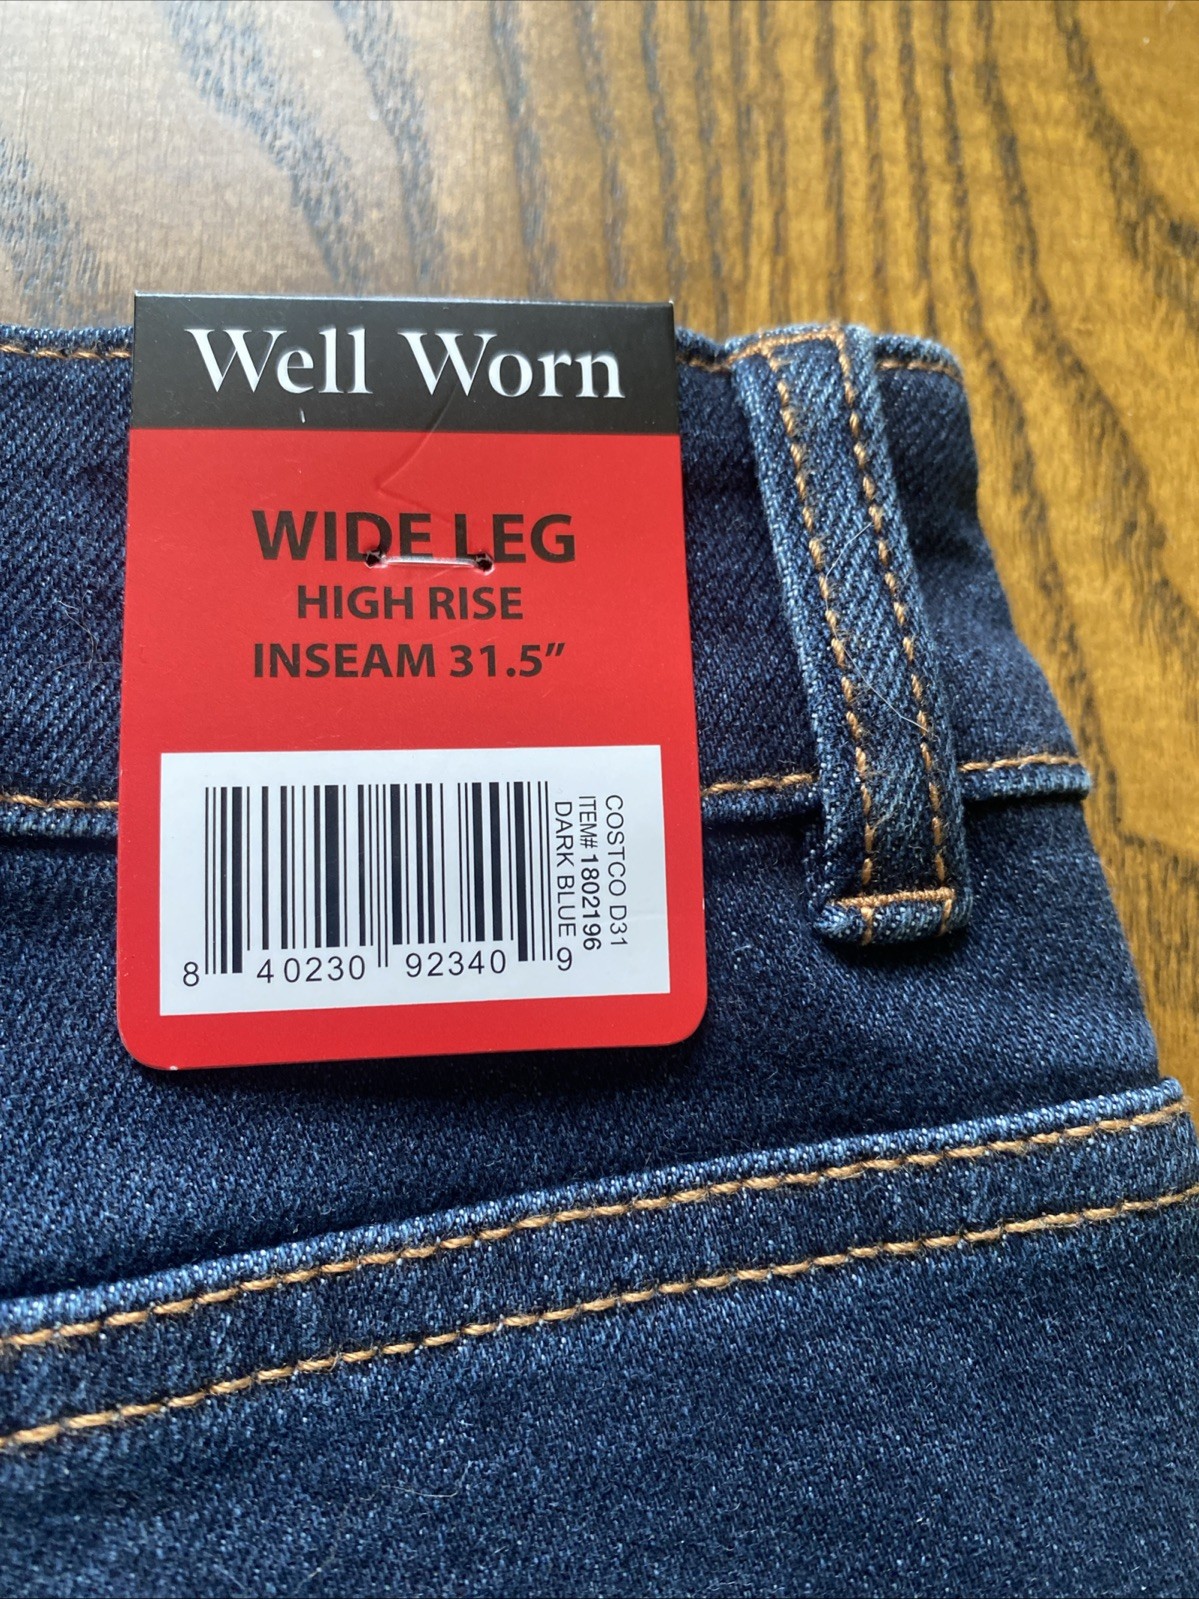 Well Worn
WIDE LEG
HIGH RISE
INSEAM 31.5”
COSTCO D31
ITEM# 1802196
DARK BLUE
8 40230 92340 9